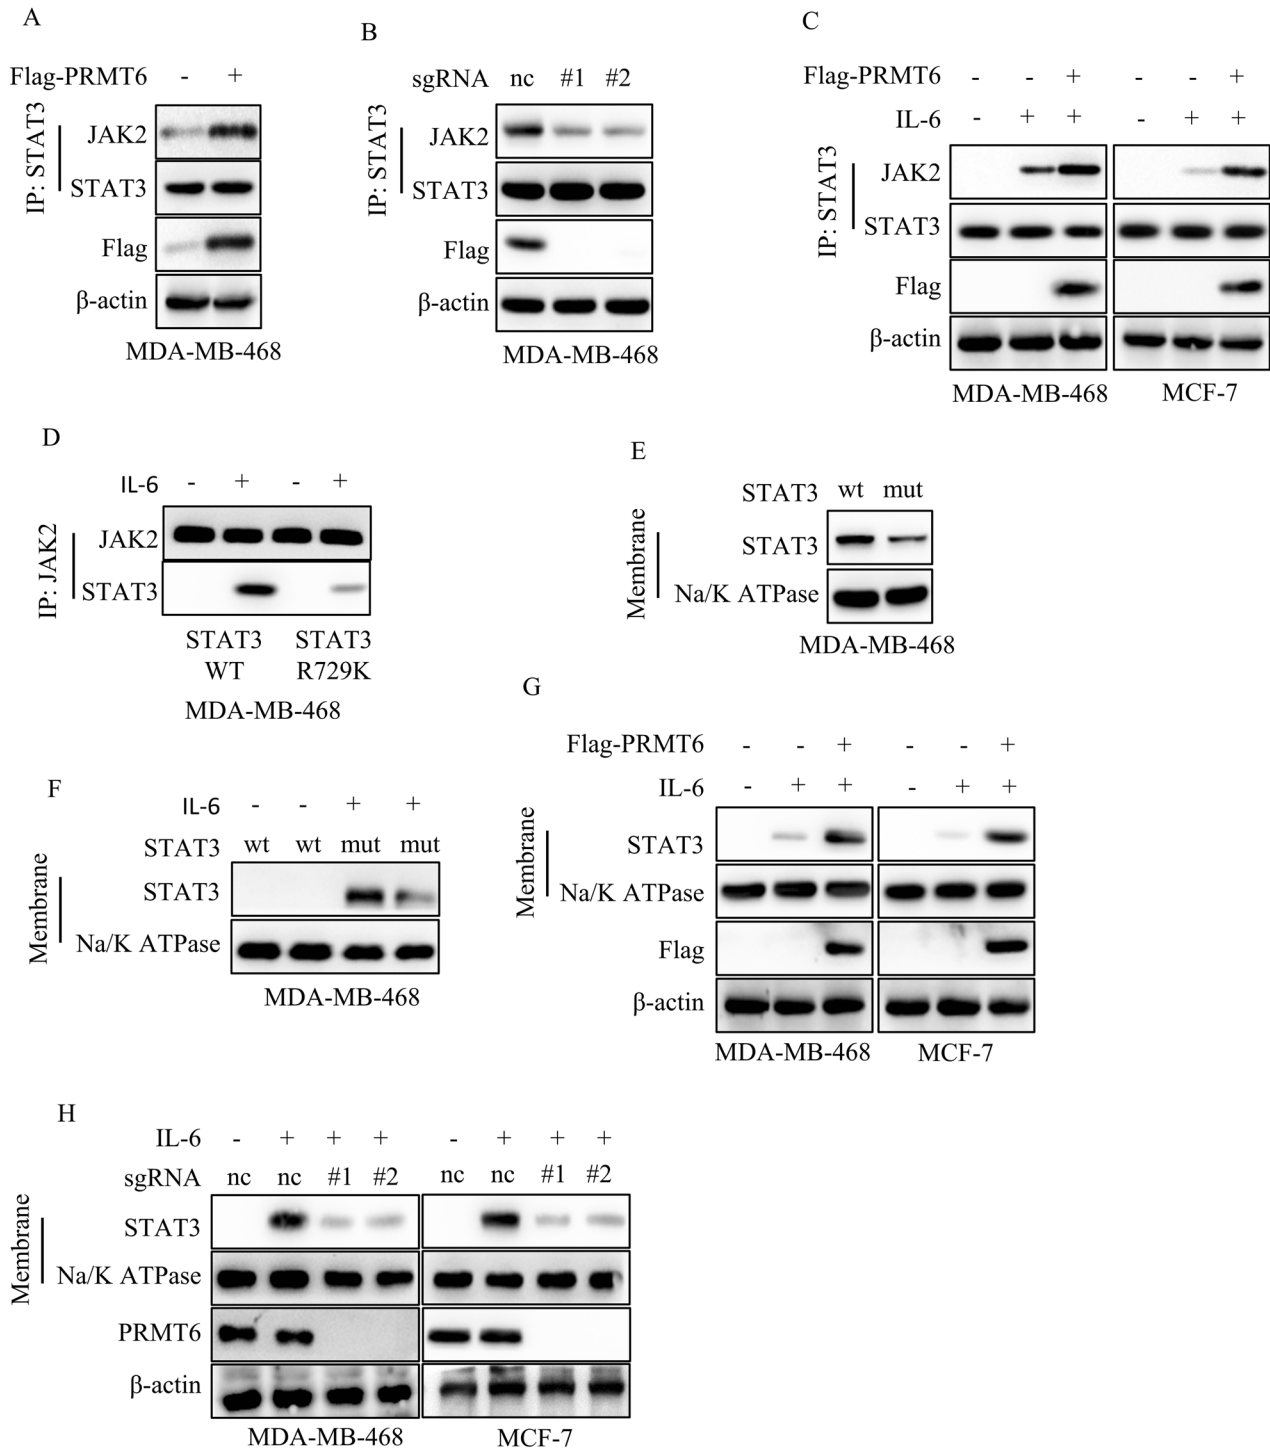 A
Flag-PRMT6 - +
IP: STAT3
JAK2
STAT3
Flag
β-actin
MDA-MB-468
B
sgRNA nc #1 #2
IP: STAT3
JAK2
STAT3
Flag
β-actin
MDA-MB-468
C
Flag-PRMT6 - - + - - +
IL-6 - + + - + +
IP: STAT3
JAK2
STAT3
Flag
β-actin
MDA-MB-468 MCF-7
D
IL-6 - + - +
IP: JAK2
JAK2
STAT3
STAT3 STAT3
WT R729K
MDA-MB-468
E
STAT3 wt mut
Membrane
STAT3
Na/K ATPase
MDA-MB-468
F
IL-6 - - + +
STAT3 wt wt mut mut
Membrane
STAT3
Na/K ATPase
MDA-MB-468
G
Flag-PRMT6 - - + - - +
IL-6 - + + - + +
Membrane
STAT3
Na/K ATPase
Flag
β-actin
MDA-MB-468 MCF-7
H
IL-6 - + + + - + + +
sgRNA nc nc #1 #2 nc nc #1 #2
Membrane
STAT3
Na/K ATPase
PRMT6
β-actin
MDA-MB-468 MCF-7